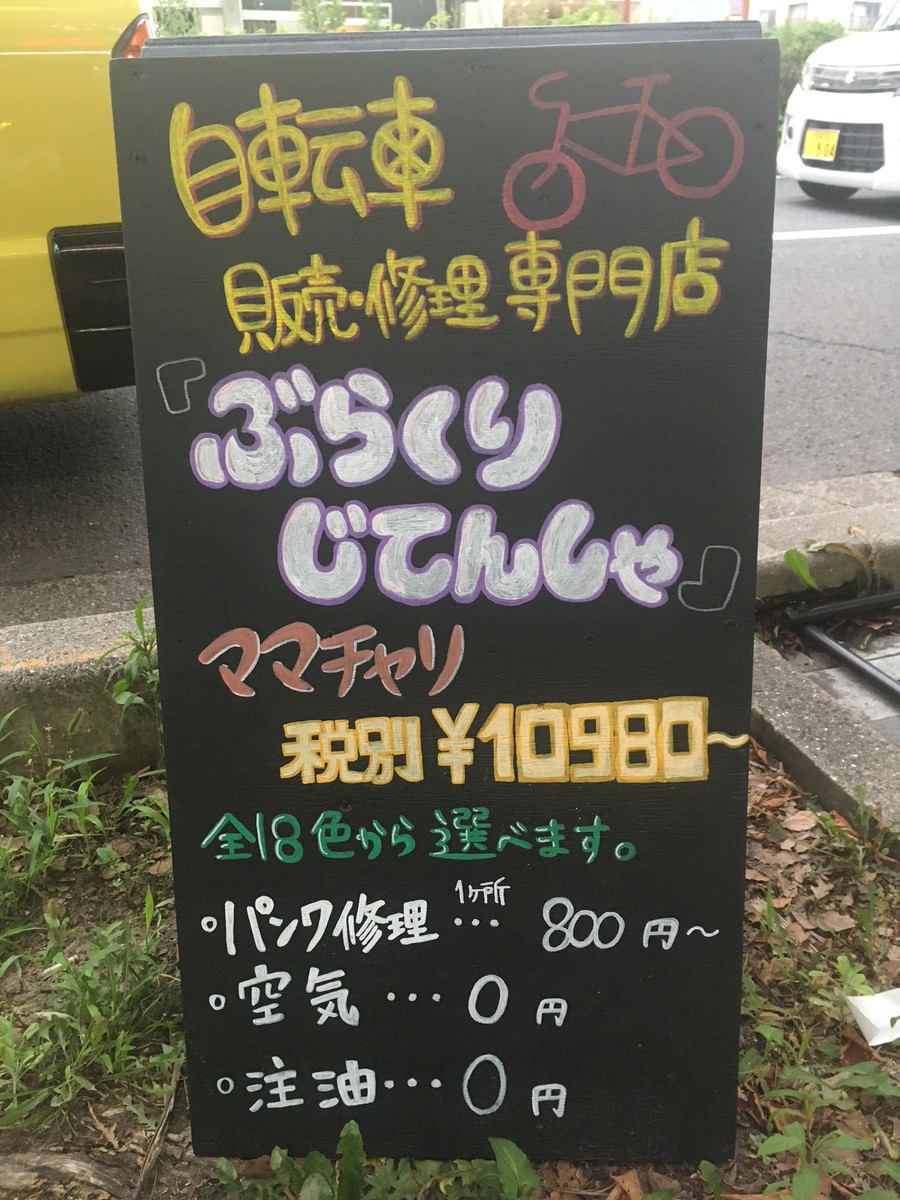 自転車
販売・修理専門店
『ぶらくり
じてんしゃ』
ママチャリ
税別¥10980~
全18色から選べます。
○パンク修理 1ヶ所… 800円~
○空気…0円
○注油…0円
904